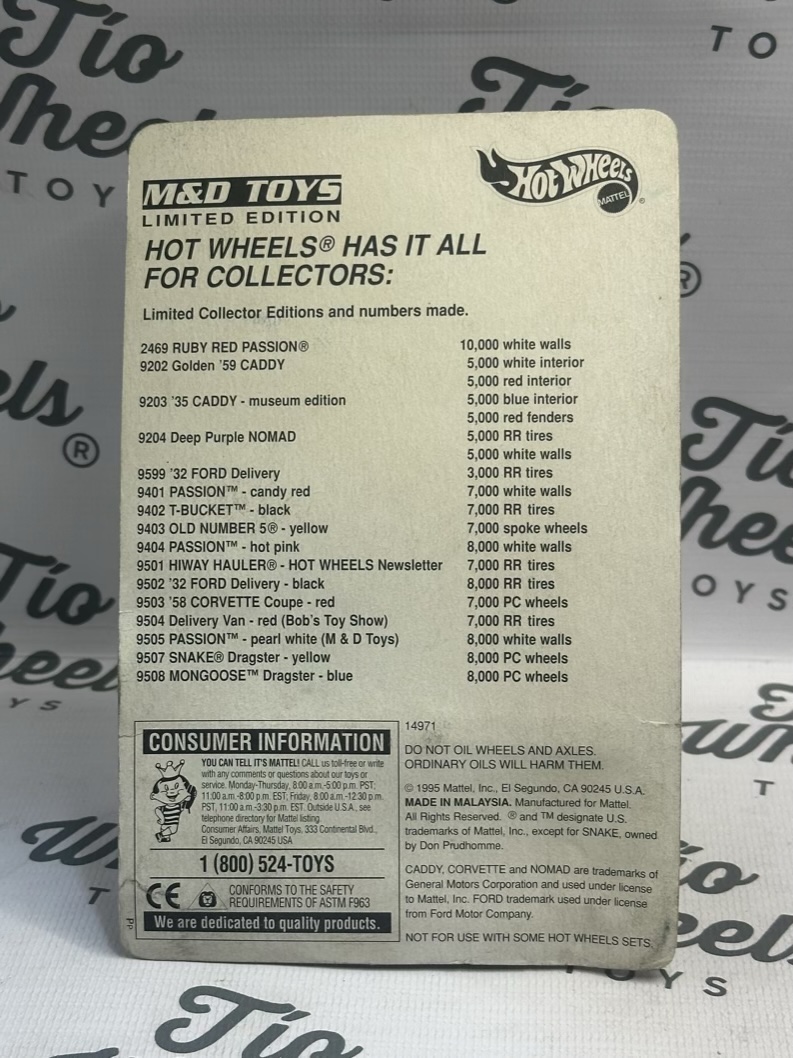 Tío
Wheels
TOYS
M&D TOYS
LIMITED EDITION
HOT WHEELS® HAS IT ALL
FOR COLLECTORS:
Hot Wheels
MATTEL
®
Limited Collector Editions and numbers made.
2469 RUBY RED PASSION® 10,000 white walls
9202 Golden '59 CADDY 5,000 white interior
5,000 red interior
9203 '35 CADDY - museum edition 5,000 blue interior
5,000 red fenders
9204 Deep Purple NOMAD 5,000 RR tires
5,000 white walls
9599 '32 FORD Delivery 3,000 RR tires
9401 PASSION™ - candy red 7,000 white walls
9402 T-BUCKET™ - black 7,000 RR tires
9403 OLD NUMBER 5® - yellow 7,000 spoke wheels
9404 PASSION™ - hot pink 8,000 white walls
9501 HIWAY HAULER® - HOT WHEELS Newsletter 7,000 RR tires
9502 '32 FORD Delivery - black 8,000 RR tires
9503 '58 CORVETTE Coupe - red 7,000 PC wheels
9504 Delivery Van - red (Bob's Toy Show) 7,000 RR tires
9505 PASSION™ - pearl white (M & D Toys) 8,000 white walls
9507 SNAKE® Dragster - yellow 8,000 PC wheels
9508 MONGOOSE™ Dragster - blue 8,000 PC wheels
CONSUMER INFORMATION
YOU CAN TELL IT'S MATTEL! CALL us toll-free or write
with any comments or questions about our toys or
service. Monday-Thursday, 8:00 a.m.-5:00 p.m. PST;
11:00 a.m.-8:00 p.m. EST; Friday, 8:00 a.m.-12:30 p.m.
PST, 11:00 a.m.-3:30 p.m. EST. Outside U.S.A., see
telephone directory for Mattel listing.
Consumer Affairs, Mattel Toys, 333 Continental Blvd.,
El Segundo, CA 90245 USA
1 (800) 524-TOYS
CE
CONFORMS TO THE SAFETY
REQUIREMENTS OF ASTM F963
We are dedicated to quality products.
PP
14971
DO NOT OIL WHEELS AND AXLES.
ORDINARY OILS WILL HARM THEM.
© 1995 Mattel, Inc., El Segundo, CA 90245 U.S.A.
MADE IN MALAYSIA. Manufactured for Mattel.
All Rights Reserved. ® and ™ designate U.S.
trademarks of Mattel, Inc., except for SNAKE, owned
by Don Prudhomme.
CADDY, CORVETTE and NOMAD are trademarks of
General Motors Corporation and used under license
to Mattel, Inc. FORD trademark used under license
from Ford Motor Company.
NOT FOR USE WITH SOME HOT WHEELS SETS.